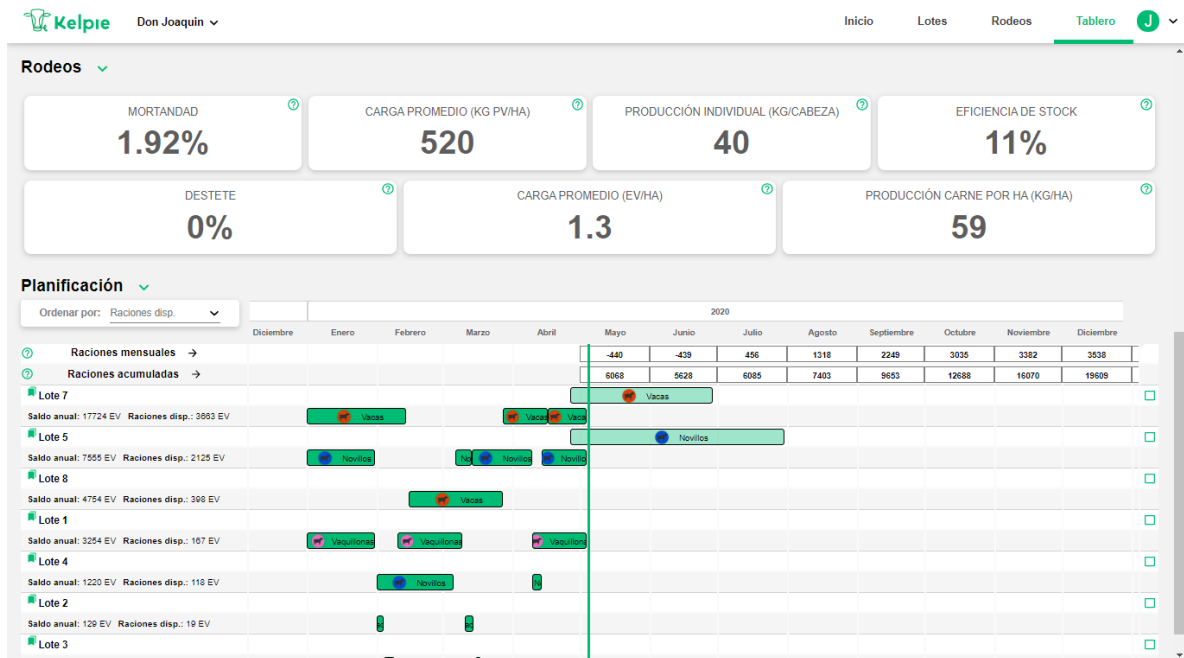 Kelpie Don Joaquin Inicio Lotes Rodeos Tablero J
Rodeos
MORTANDAD CARGA PROMEDIO (KG PV/HA) PRODUCCIÓN INDIVIDUAL (KG/CABEZA) EFICIENCIA DE STOCK
1.92% 520 40 11%
DESTETE CARGA PROMEDIO (EV/HA) PRODUCCIÓN CARNE POR HA (KG/HA)
0% 1.3 59
Planificación
Ordenar por: Raciones disp. 2020
Diciembre Enero Febrero Marzo Abril Mayo Junio Julio Agosto Septiembre Octubre Noviembre Diciembre
Raciones mensuales → -440 -439 456 1318 2249 3035 3382 3538
Raciones acumuladas → 6068 5628 6085 7403 9653 12688 16070 19609
Lote 7 Vacas
Saldo anual: 17724 EV Raciones disp.: 3663 EV Vacas Vacas Vaca
Lote 5 Novillos
Saldo anual: 7555 EV Raciones disp.: 2125 EV Novillos No Novillos Novillo
Lote 8
Saldo anual: 4754 EV Raciones disp.: 398 EV Vacas
Lote 1
Saldo anual: 3254 EV Raciones disp.: 167 EV Vaquillonas Vaquillonas Vaquillona
Lote 4
Saldo anual: 1220 EV Raciones disp.: 118 EV Novillos
Lote 2
Saldo anual: 129 EV Raciones disp.: 19 EV
Lote 3